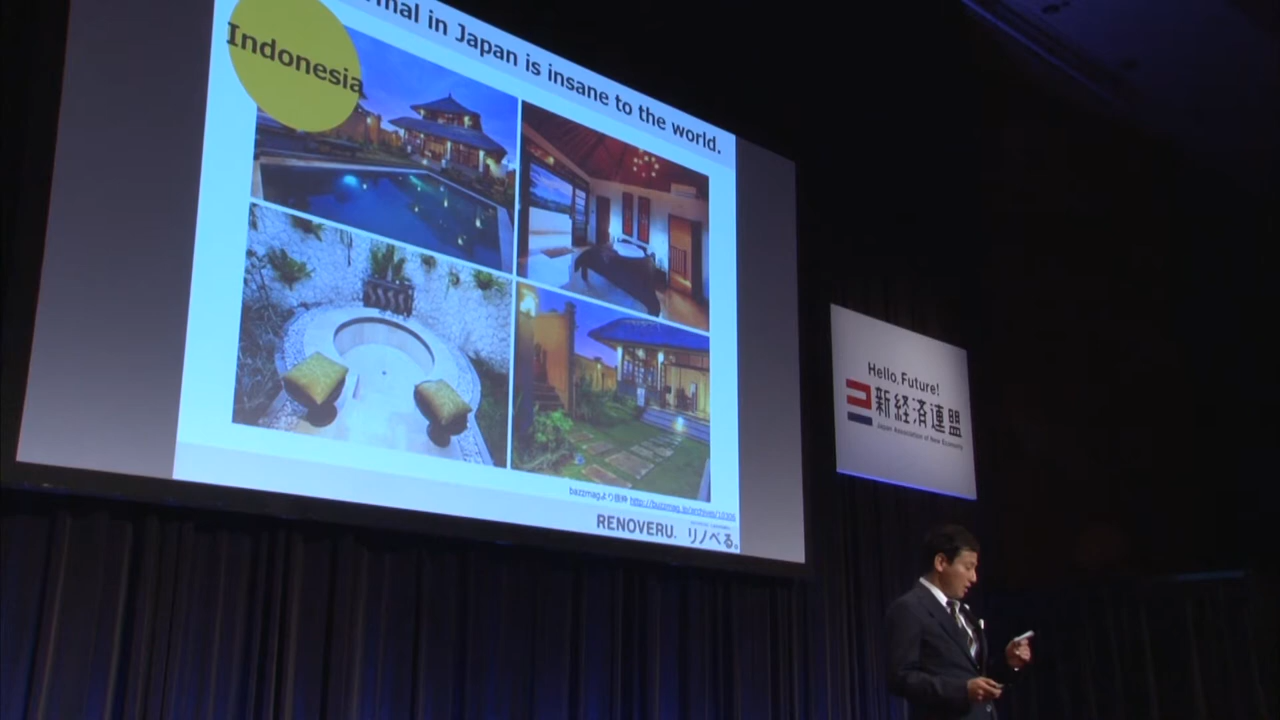 rmal in Japan is insane to the world.
Indonesia
bazzmagより抜粋 http://buzzmag.jp/archives/10306
RENOVERU. リノベる。
Hello, Future!
新経済連盟
Japan Association of New Economy